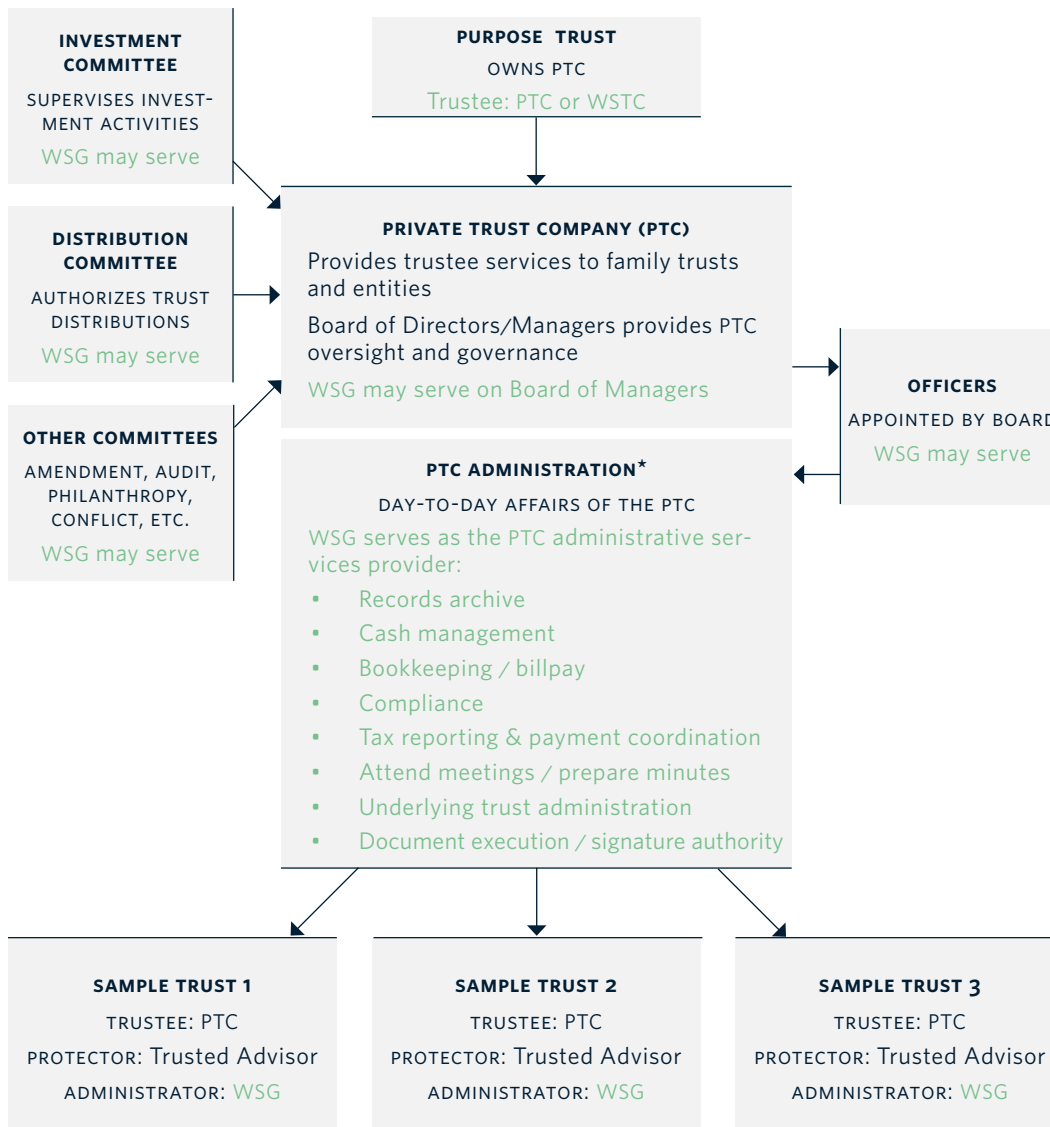 INVESTMENT
COMMITTEE
SUPERVISES INVEST-
MENT ACTIVITIES
WSG may serve
PURPOSE TRUST
OWNS PTC
Trustee: PTC or WSTC
DISTRIBUTION
COMMITTEE
AUTHORIZES TRUST
DISTRIBUTIONS
WSG may serve
OTHER COMMITTEES
AMENDMENT, AUDIT,
PHILANTHROPY,
CONFLICT, ETC.
WSG may serve
PRIVATE TRUST COMPANY (PTC)
Provides trustee services to family trusts
and entities
Board of Directors/Managers provides PTC
oversight and governance
WSG may serve on Board of Managers
OFFICERS
APPOINTED BY BOARD
WSG may serve
PTC ADMINISTRATION★
DAY-TO-DAY AFFAIRS OF THE PTC
WSG serves as the PTC administrative ser-
vices provider:
▪ Records archive
▪ Cash management
▪ Bookkeeping / billpay
▪ Compliance
▪ Tax reporting & payment coordination
▪ Attend meetings / prepare minutes
▪ Underlying trust administration
▪ Document execution / signature authority
SAMPLE TRUST 1
TRUSTEE: PTC
PROTECTOR: Trusted Advisor
ADMINISTRATOR: WSG
SAMPLE TRUST 2
TRUSTEE: PTC
PROTECTOR: Trusted Advisor
ADMINISTRATOR: WSG
SAMPLE TRUST 3
TRUSTEE: PTC
PROTECTOR: Trusted Advisor
ADMINISTRATOR: WSG